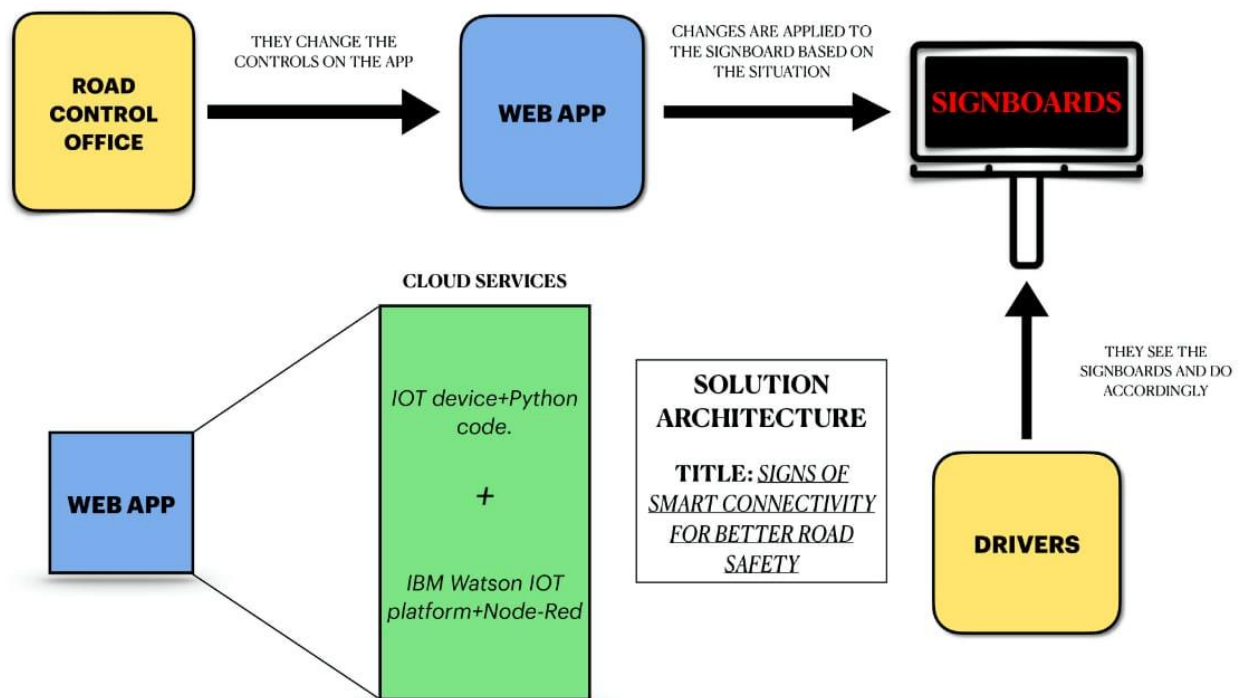 ROAD
CONTROL
OFFICE
THEY CHANGE THE
CONTROLS ON THE APP
WEB APP
CHANGES ARE APPLIED TO
THE SIGNBOARD BASED ON
THE SITUATION
SIGNBOARDS
CLOUD SERVICES
WEB APP
IOT device+Python
code.
+
IBM Watson IOT
platform+Node-Red
SOLUTION
ARCHITECTURE
TITLE: SIGNS OF
SMART CONNECTIVITY
FOR BETTER ROAD
SAFETY
THEY SEE THE
SIGNBOARDS AND DO
ACCORDINGLY
DRIVERS